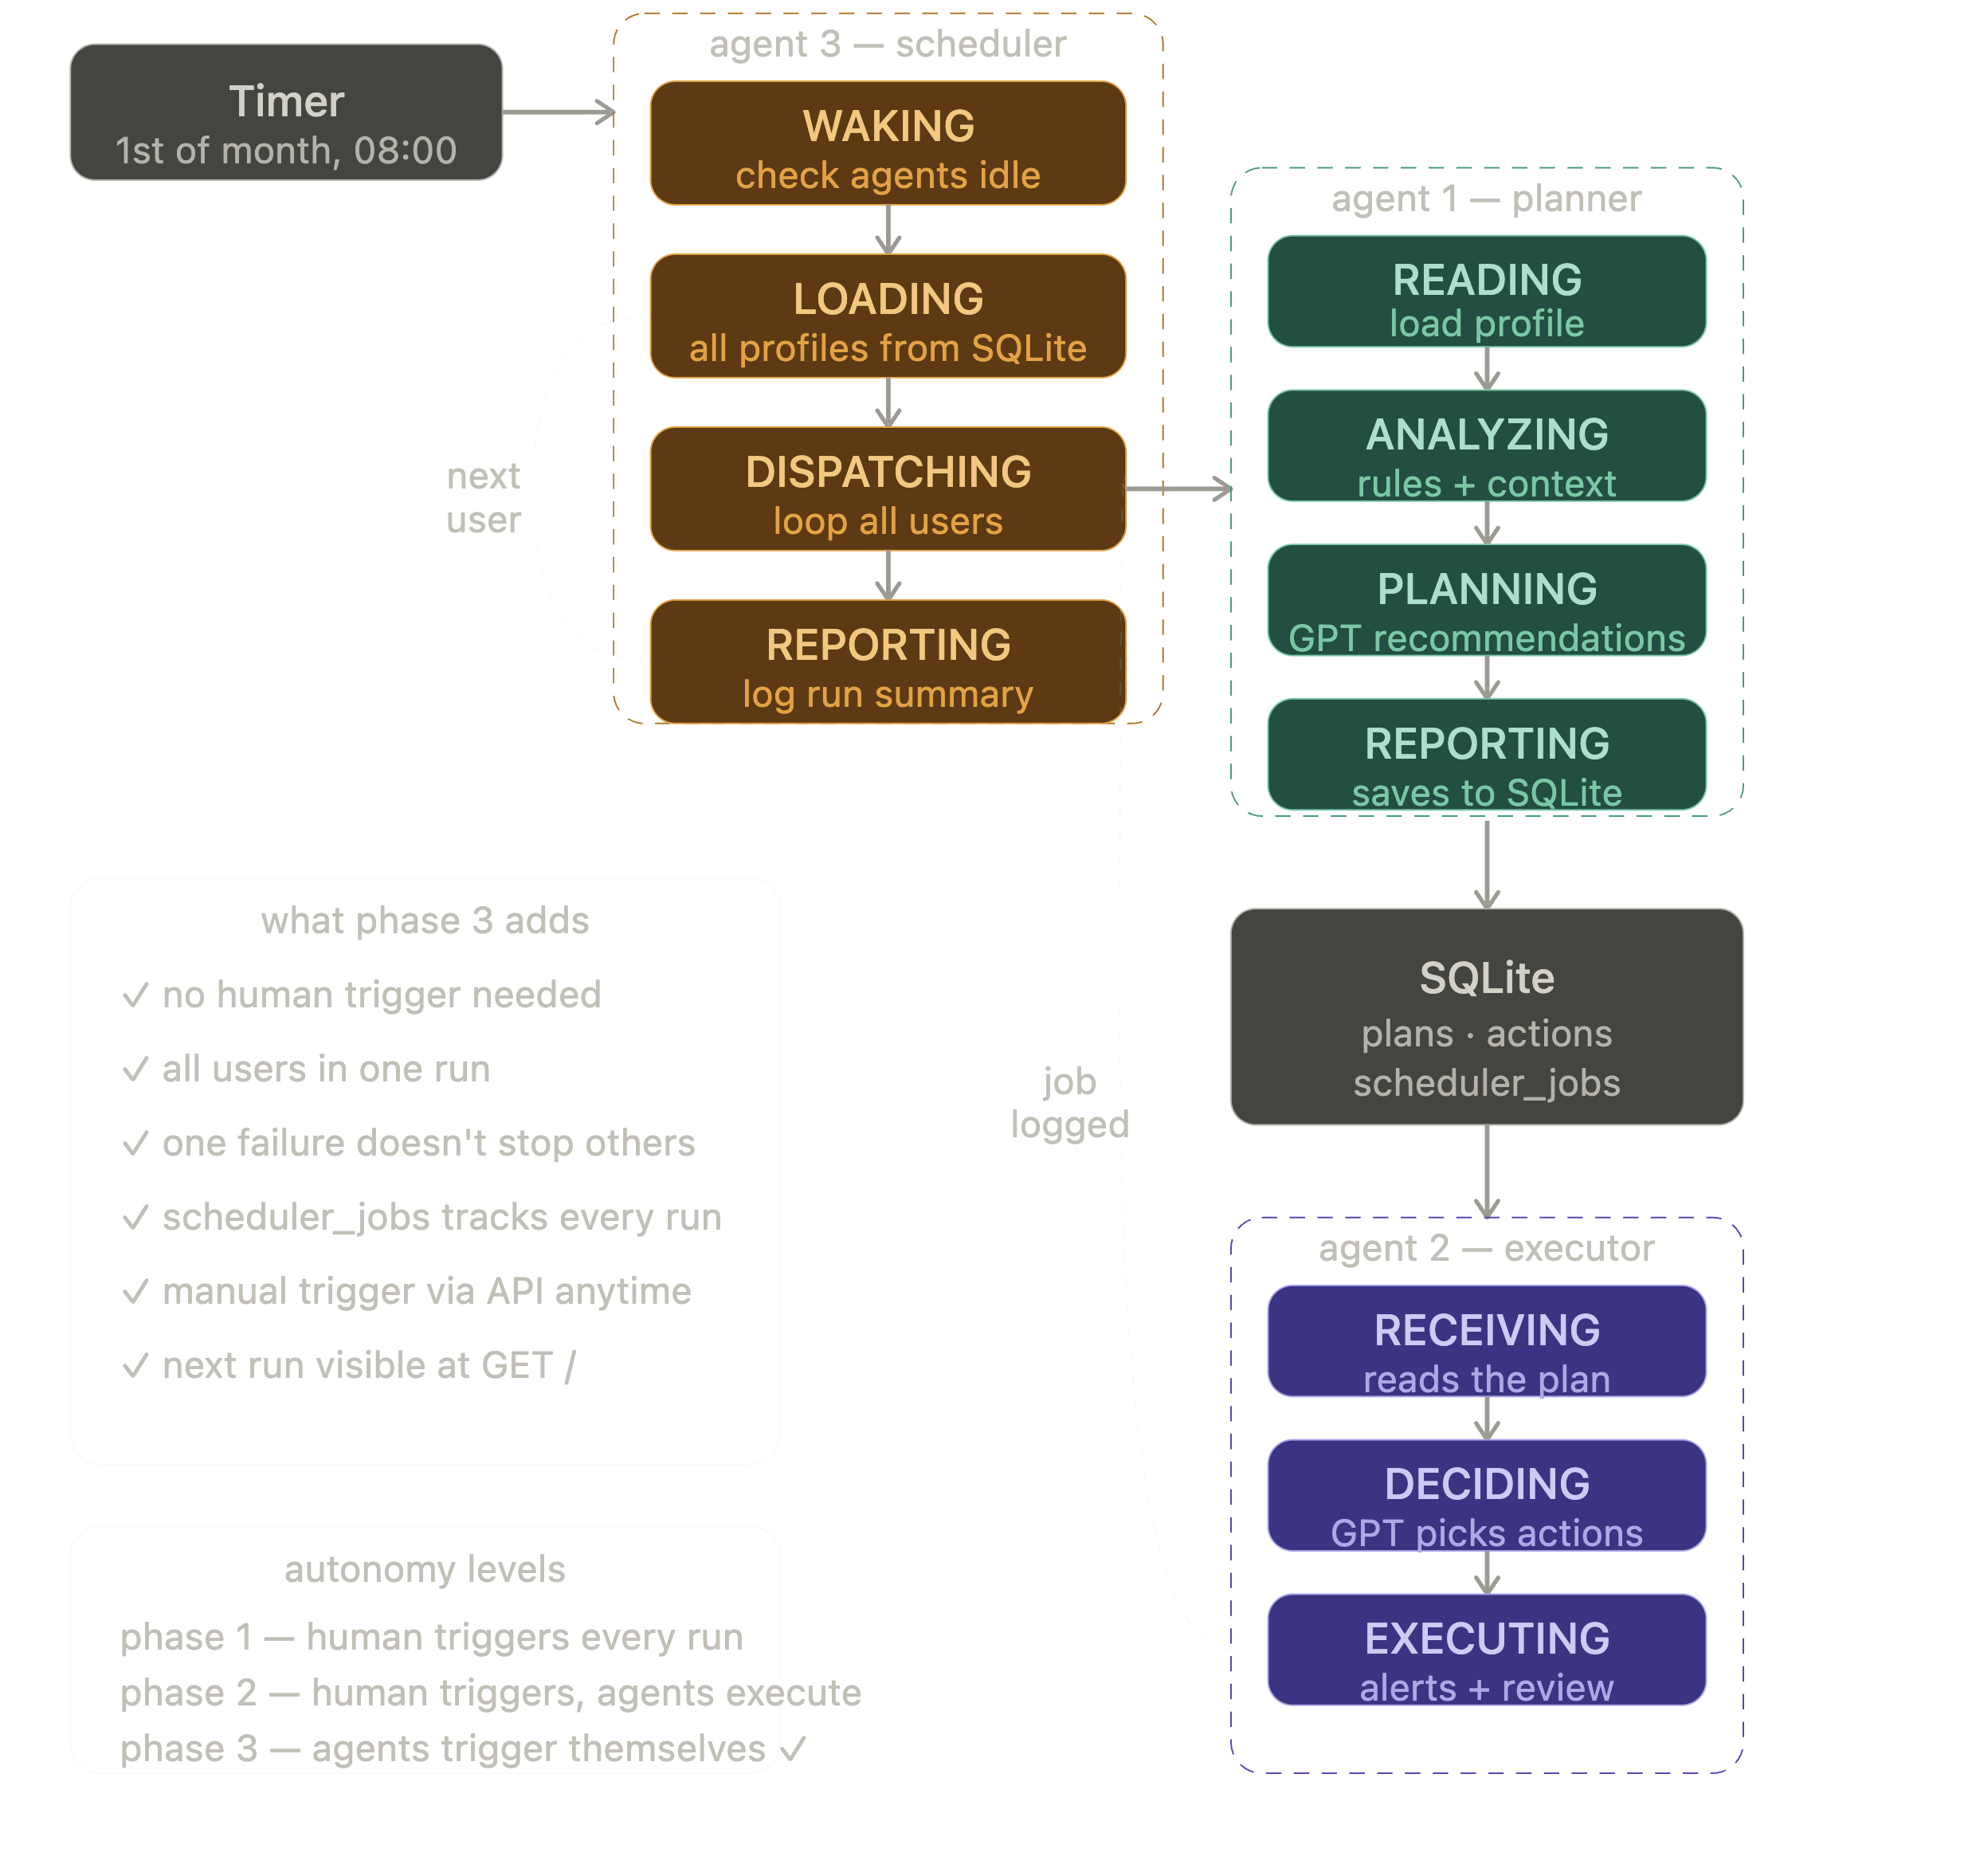 Timer
1st of month, 08:00
agent 3 — scheduler
WAKING
check agents idle
LOADING
all profiles from SQLite
DISPATCHING
loop all users
REPORTING
log run summary
next
user
agent 1 — planner
READING
load profile
ANALYZING
rules + context
PLANNING
GPT recommendations
REPORTING
saves to SQLite
SQLite
plans · actions
scheduler_jobs
job
logged
agent 2 — executor
RECEIVING
reads the plan
DECIDING
GPT picks actions
EXECUTING
alerts + review
what phase 3 adds
✓ no human trigger needed
✓ all users in one run
✓ one failure doesn't stop others
✓ scheduler_jobs tracks every run
✓ manual trigger via API anytime
✓ next run visible at GET /
autonomy levels
phase 1 — human triggers every run
phase 2 — human triggers, agents execute
phase 3 — agents trigger themselves ✓